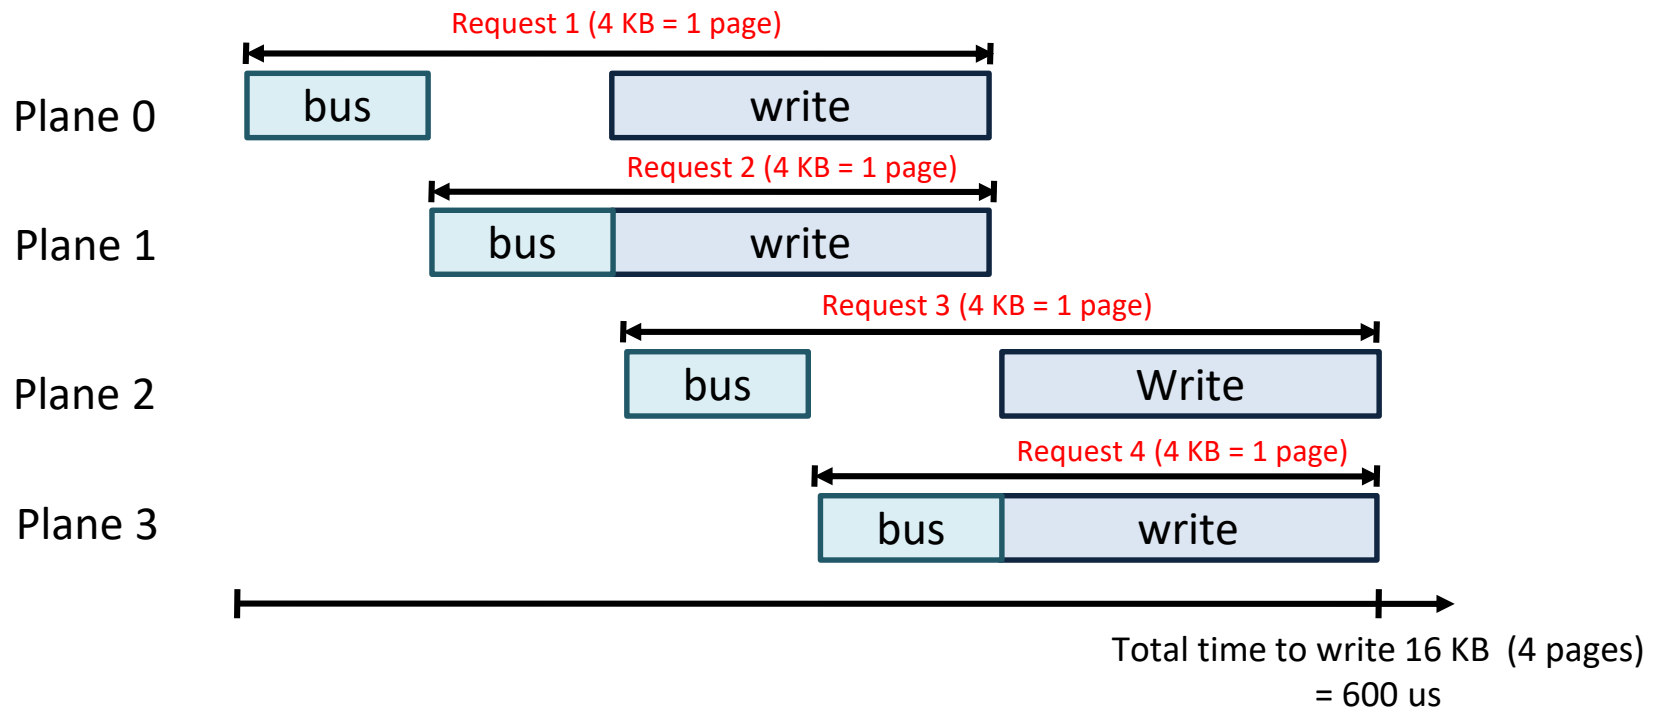 Request 1 (4 KB = 1 page)
Plane 0
bus
write
Request 2 (4 KB = 1 page)
Plane 1
bus
write
Request 3 (4 KB = 1 page)
Plane 2
bus
Write
Request 4 (4 KB = 1 page)
Plane 3
bus
write
Total time to write 16 KB (4 pages)
= 600 us